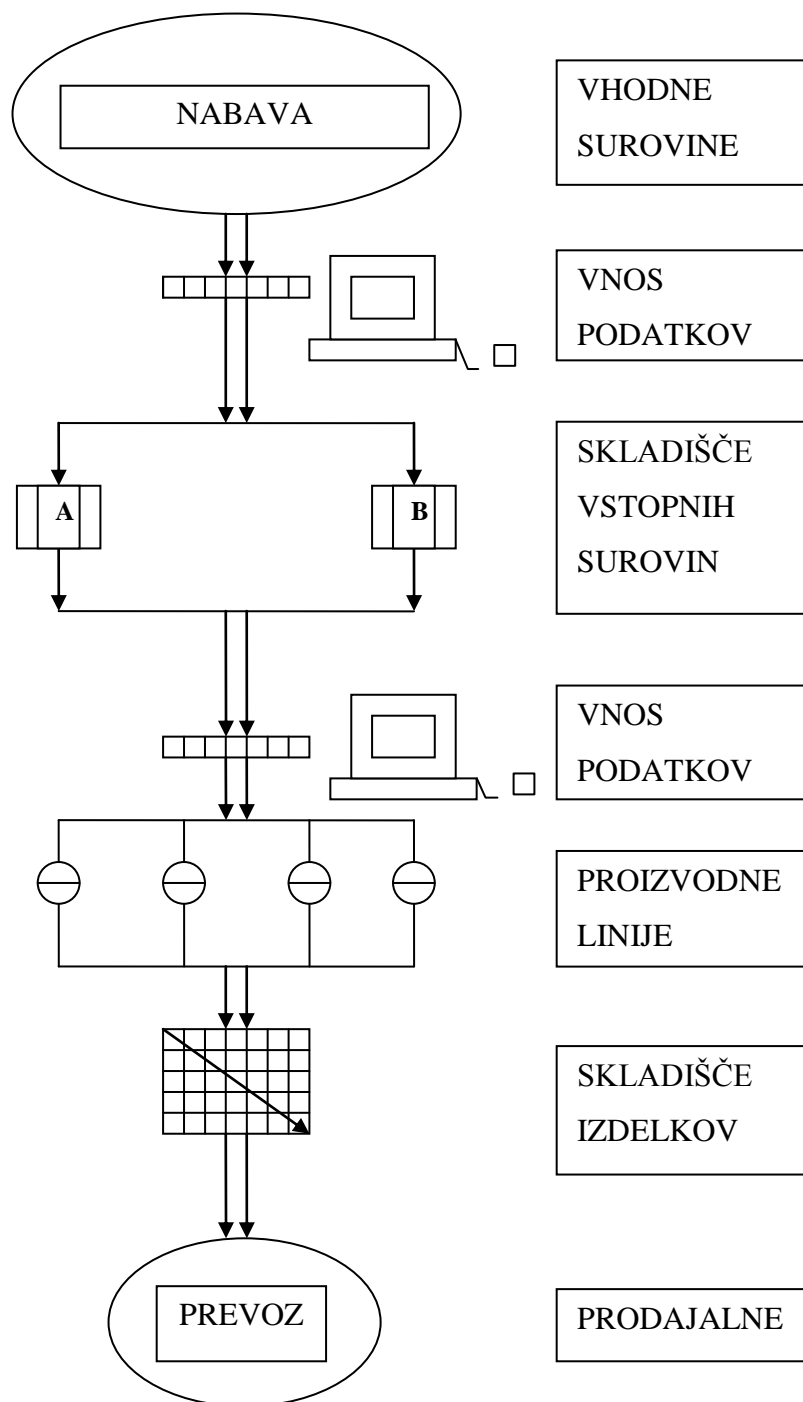 NABAVA
VHODNE
SUROVINE
VNOS
PODATKOV
A
B
SKLADIŠČE
VSTOPNIH
SUROVIN
VNOS
PODATKOV
PROIZVODNE
LINIJE
SKLADIŠČE
IZDELKOV
PREVOZ
PRODAJALNE